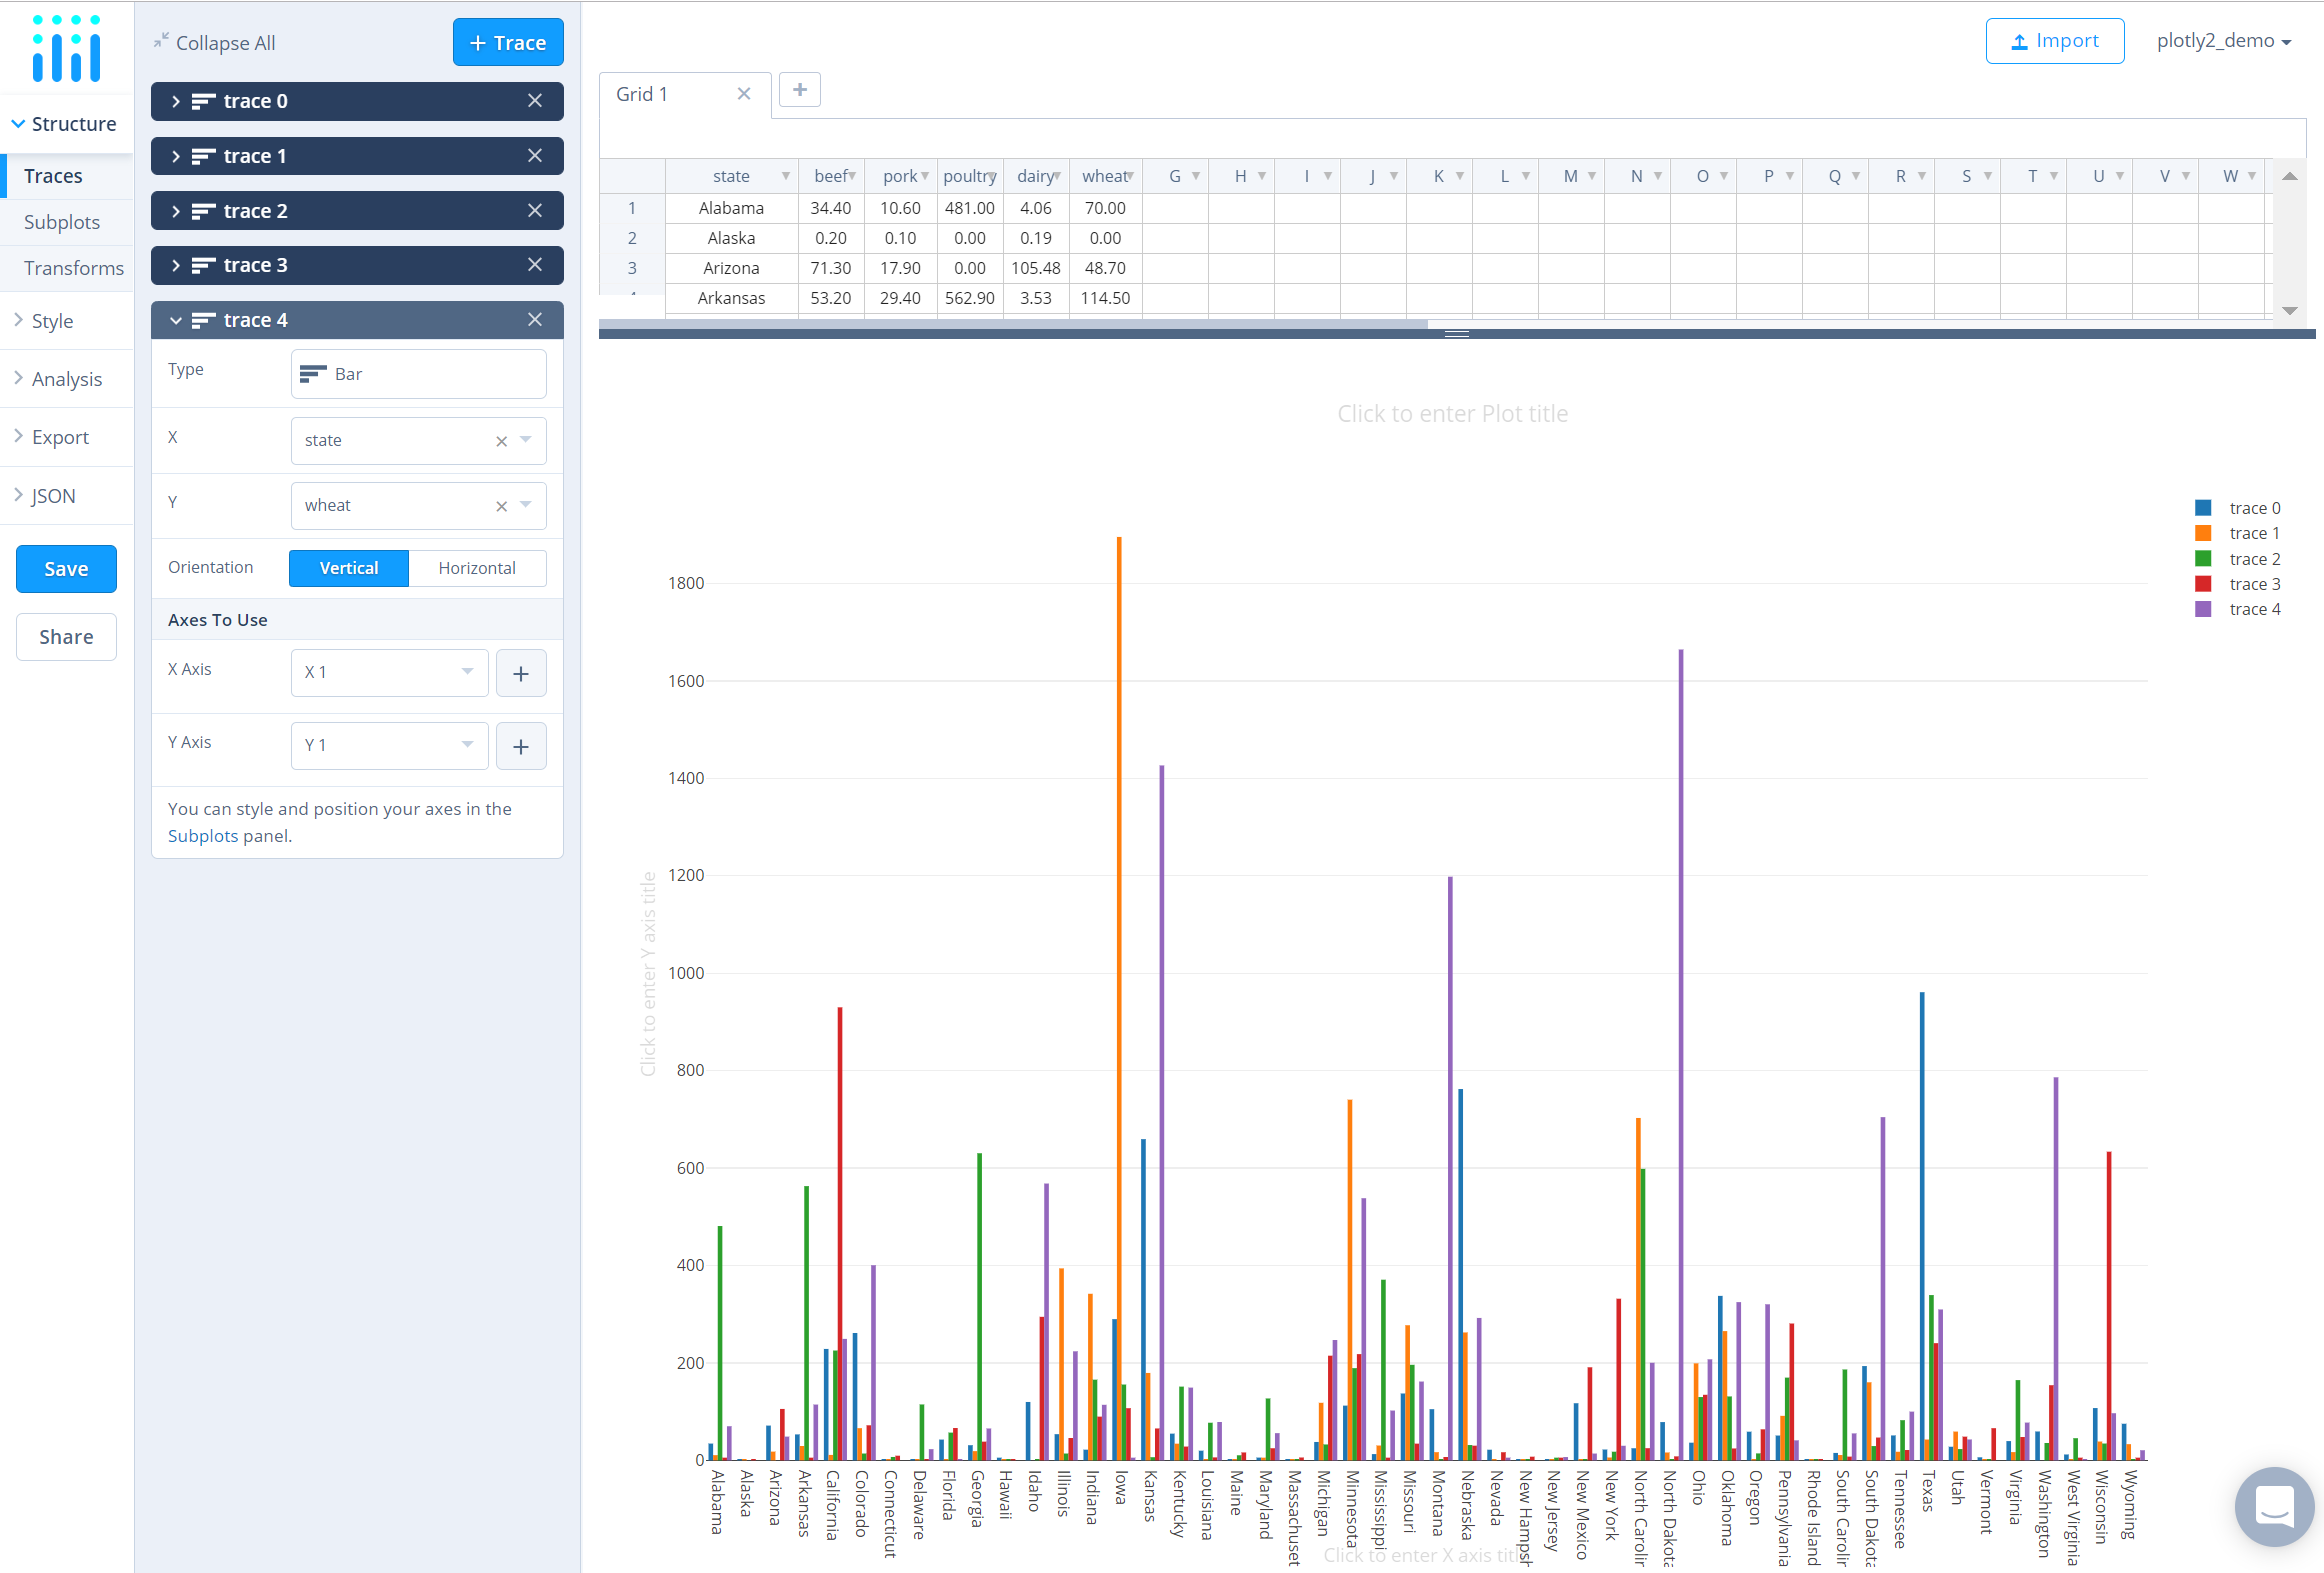 Collapse All
+ Trace
Structure
Traces
Subplots
Transforms
Style
Analysis
Export
JSON
Save
Share
trace 0
trace 1
trace 2
trace 3
trace 4
Type
Bar
X
state
Y
wheat
Orientation
Vertical Horizontal
Axes To Use
X Axis
X 1
Y Axis
Y 1
You can style and position your axes in the
Subplots panel.
Import
plotly2_demo
Grid 1
state beef pork poultry dairy wheat G H I J K L M N O P Q R S T U V W
1 Alabama 34.40 10.60 481.00 4.06 70.00
2 Alaska 0.20 0.10 0.00 0.19 0.00
3 Arizona 71.30 17.90 0.00 105.48 48.70
Arkansas 53.20 29.40 562.90 3.53 114.50
Click to enter Plot title
trace 0
trace 1
trace 2
trace 3
trace 4
1800
1600
1400
1200
1000
800
600
400
200
0
Click to enter Y axis title
Alabama
Alaska
Arizona
Arkansas
California
Colorado
Connecticut
Delaware
Florida
Georgia
Hawaii
Idaho
Illinois
Indiana
Iowa
Kansas
Kentucky
Louisiana
Maine
Maryland
Massachuset
Michigan
Minnesota
Mississippi
Missouri
Montana
Nebraska
Nevada
New Hampsh
New Jersey
New Mexico
New York
North Carolin
North Dakota
Ohio
Oklahoma
Oregon
Pennsylvania
Rhode Island
South Carolin
South Dakota
Tennessee
Texas
Utah
Vermont
Virginia
Washington
West Virginia
Wisconsin
Wyoming
Click to enter X axis title